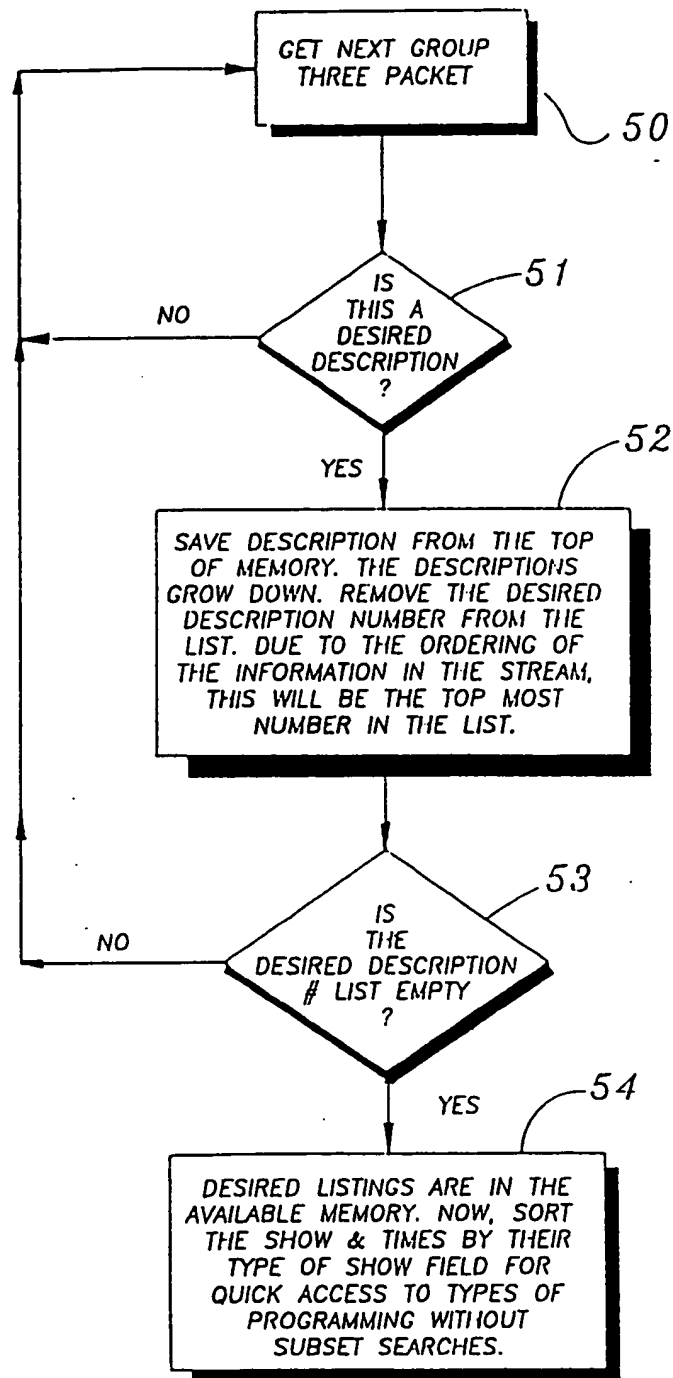 GET NEXT GROUP
THREE PACKET
50
51
IS
THIS A
DESIRED
DESCRIPTION
?
NO
YES
52
SAVE DESCRIPTION FROM THE TOP
OF MEMORY. THE DESCRIPTIONS
GROW DOWN. REMOVE THE DESIRED
DESCRIPTION NUMBER FROM THE
LIST. DUE TO THE ORDERING OF
THE INFORMATION IN THE STREAM,
THIS WILL BE THE TOP MOST
NUMBER IN THE LIST.
53
IS
THE
DESIRED DESCRIPTION
# LIST EMPTY
?
NO
YES
54
DESIRED LISTINGS ARE IN THE
AVAILABLE MEMORY. NOW, SORT
THE SHOW & TIMES BY THEIR
TYPE OF SHOW FIELD FOR
QUICK ACCESS TO TYPES OF
PROGRAMMING WITHOUT
SUBSET SEARCHES.